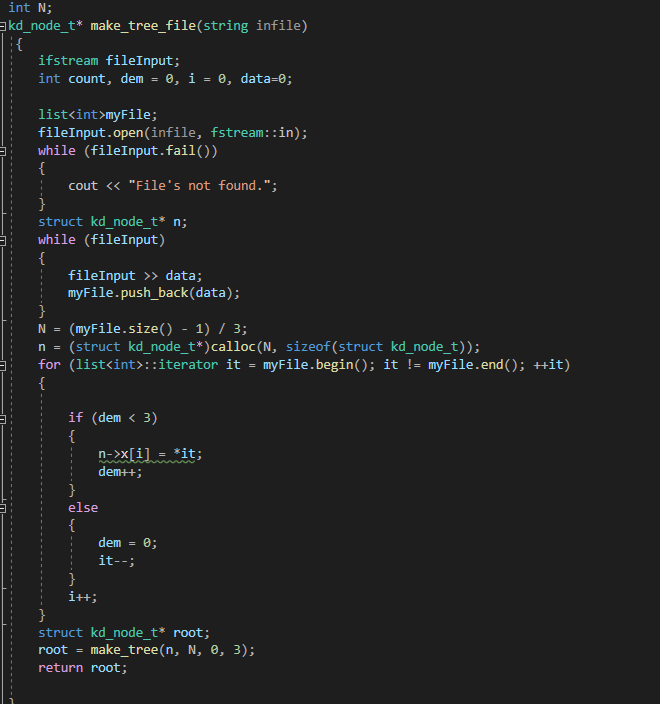 int N;
kd_node_t* make_tree_file(string infile)
{
ifstream fileInput;
int count, dem = 0, i = 0, data=0;
list<int>myFile;
fileInput.open(infile, fstream::in);
while (fileInput.fail())
{
cout << "File's not found.";
}
struct kd_node_t* n;
while (fileInput)
{
fileInput >> data;
myFile.push_back(data);
}
N = (myFile.size() - 1) / 3;
n = (struct kd_node_t*)calloc(N, sizeof(struct kd_node_t));
for (list<int>::iterator it = myFile.begin(); it != myFile.end(); ++it)
{
if (dem < 3)
{
n->x[i] = *it;
dem++;
}
else
{
dem = 0;
it--;
}
i++;
}
struct kd_node_t* root;
root = make_tree(n, N, 0, 3);
return root;
}